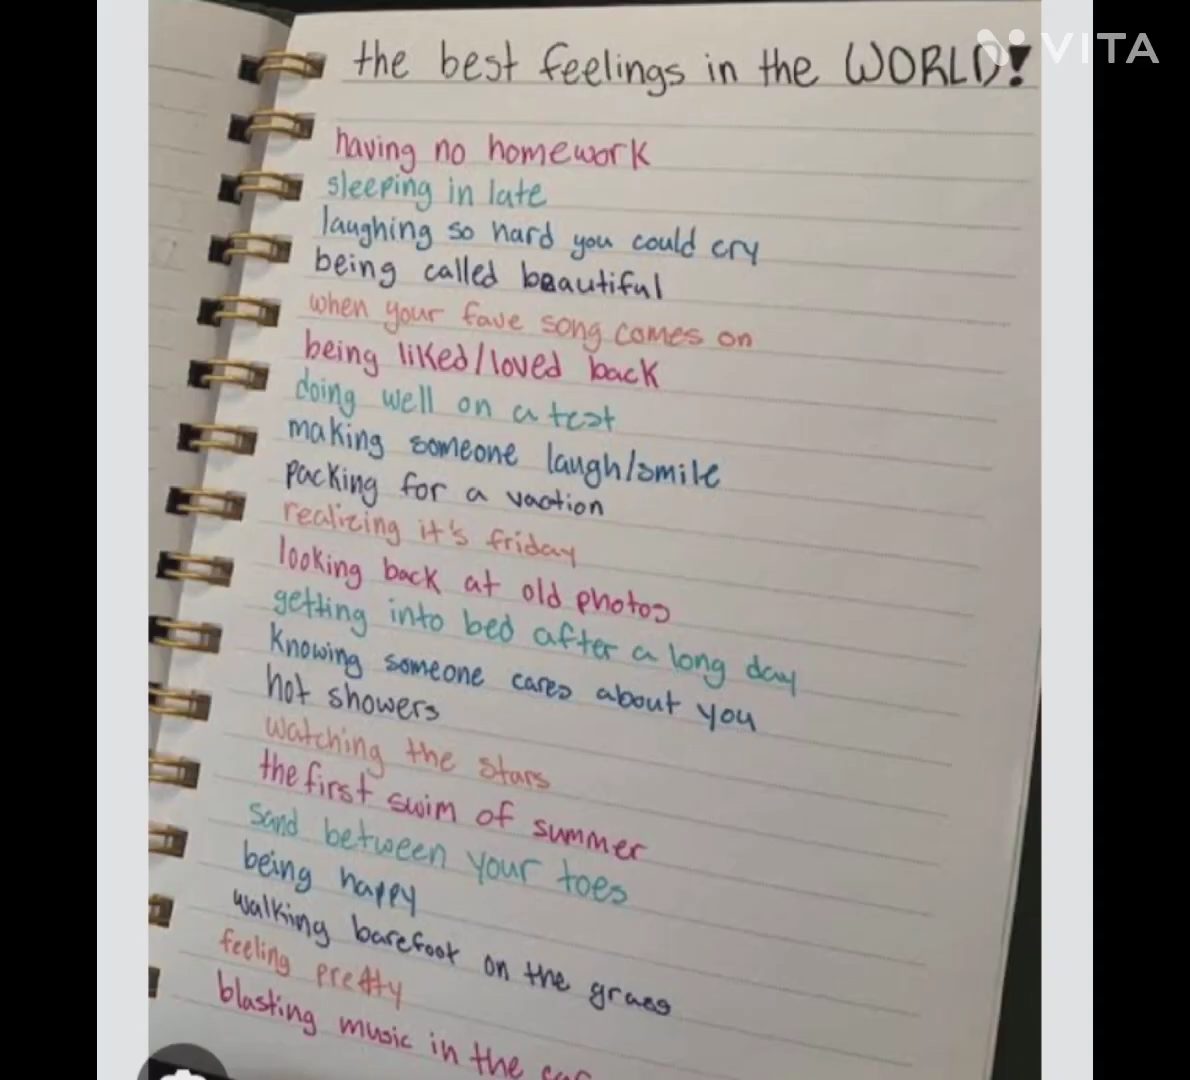 the best feelings in the WORLD!
VITA
having no homework
sleeping in late
laughing so hard you could cry
being called beautiful
when your fave song comes on
being liked/loved back
doing well on a test
making someone laugh/smile
packing for a vaction
realizing it's friday
looking back at old photos
getting into bed after a long day
knowing someone cares about you
hot showers
watching the stars
the first swim of summer
sand between your toes
being happy
walking barefoot on the grass
feeling pretty
blasting music in the car